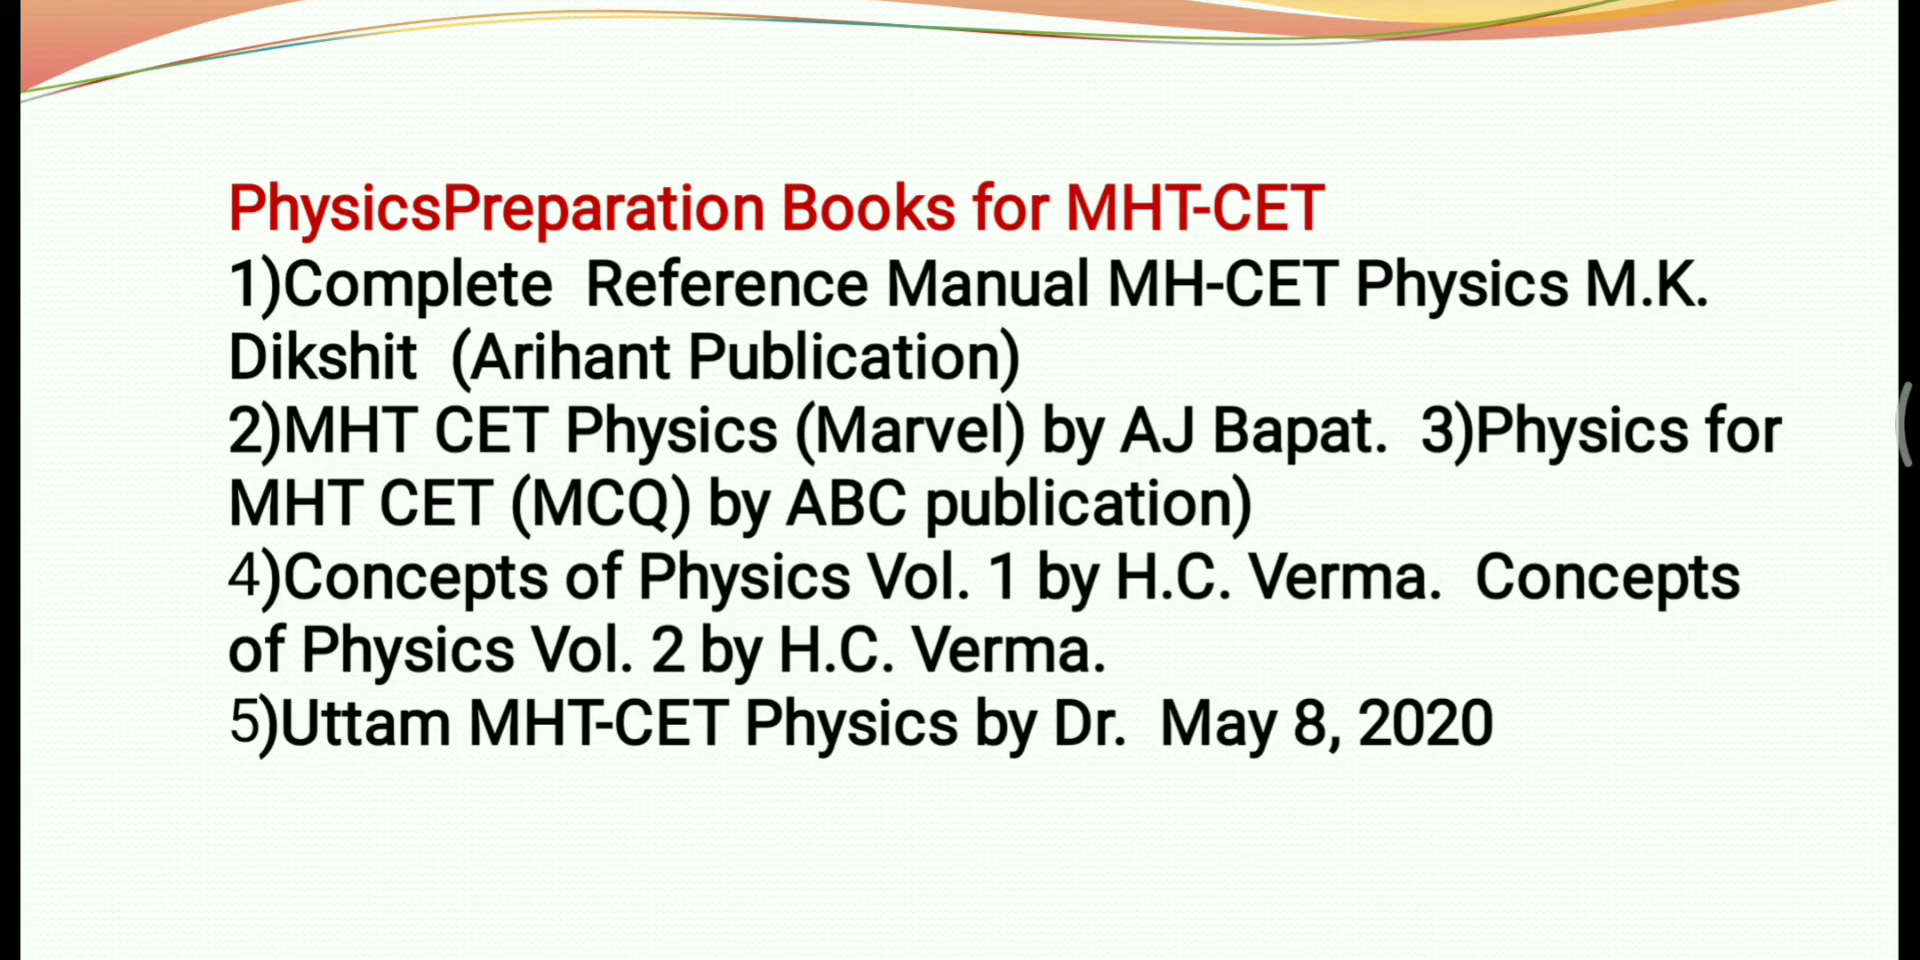 PhysicsPreparation Books for MHT-CET
1)Complete  Reference Manual MH-CET Physics M.K.
Dikshit  (Arihant Publication)
2)MHT CET Physics (Marvel) by AJ Bapat.  3)Physics for
MHT CET (MCQ) by ABC publication)
4)Concepts of Physics Vol. 1 by H.C. Verma.  Concepts
of Physics Vol. 2 by H.C. Verma.
5)Uttam MHT-CET Physics by Dr.  May 8, 2020